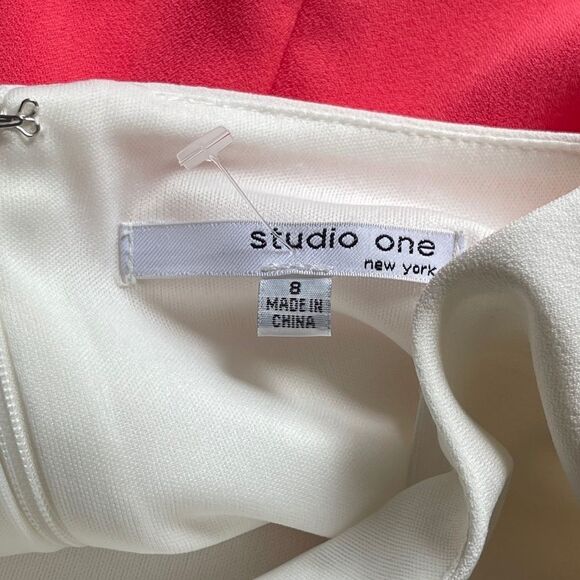 studio one
new york
8
MADE IN
CHINA